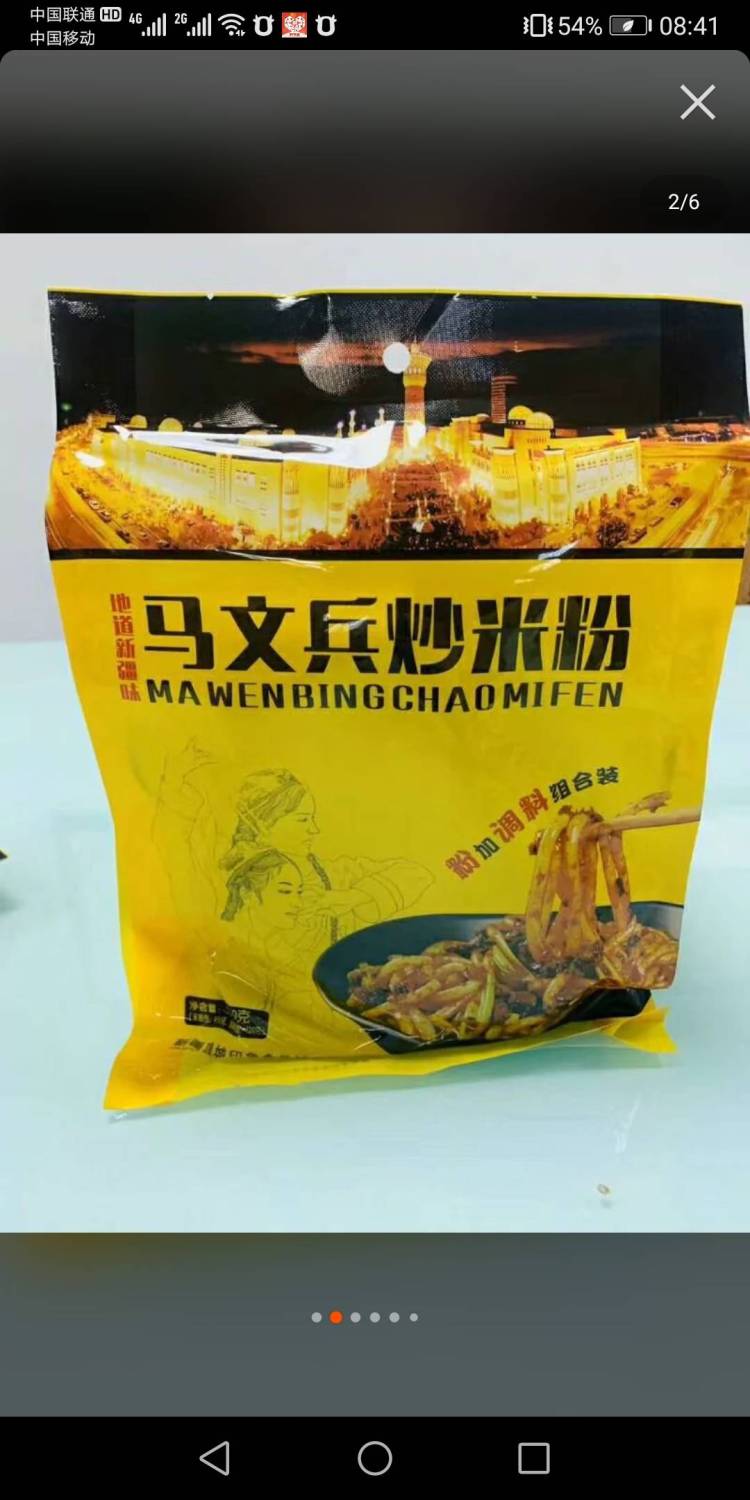 中国联通 HD 4G 2G 54% 08:41
中国移动
2/6
地道新疆味
马文兵炒米粉
MAWENBINGCHAOMIFEN
粉加调料组合装
净含量